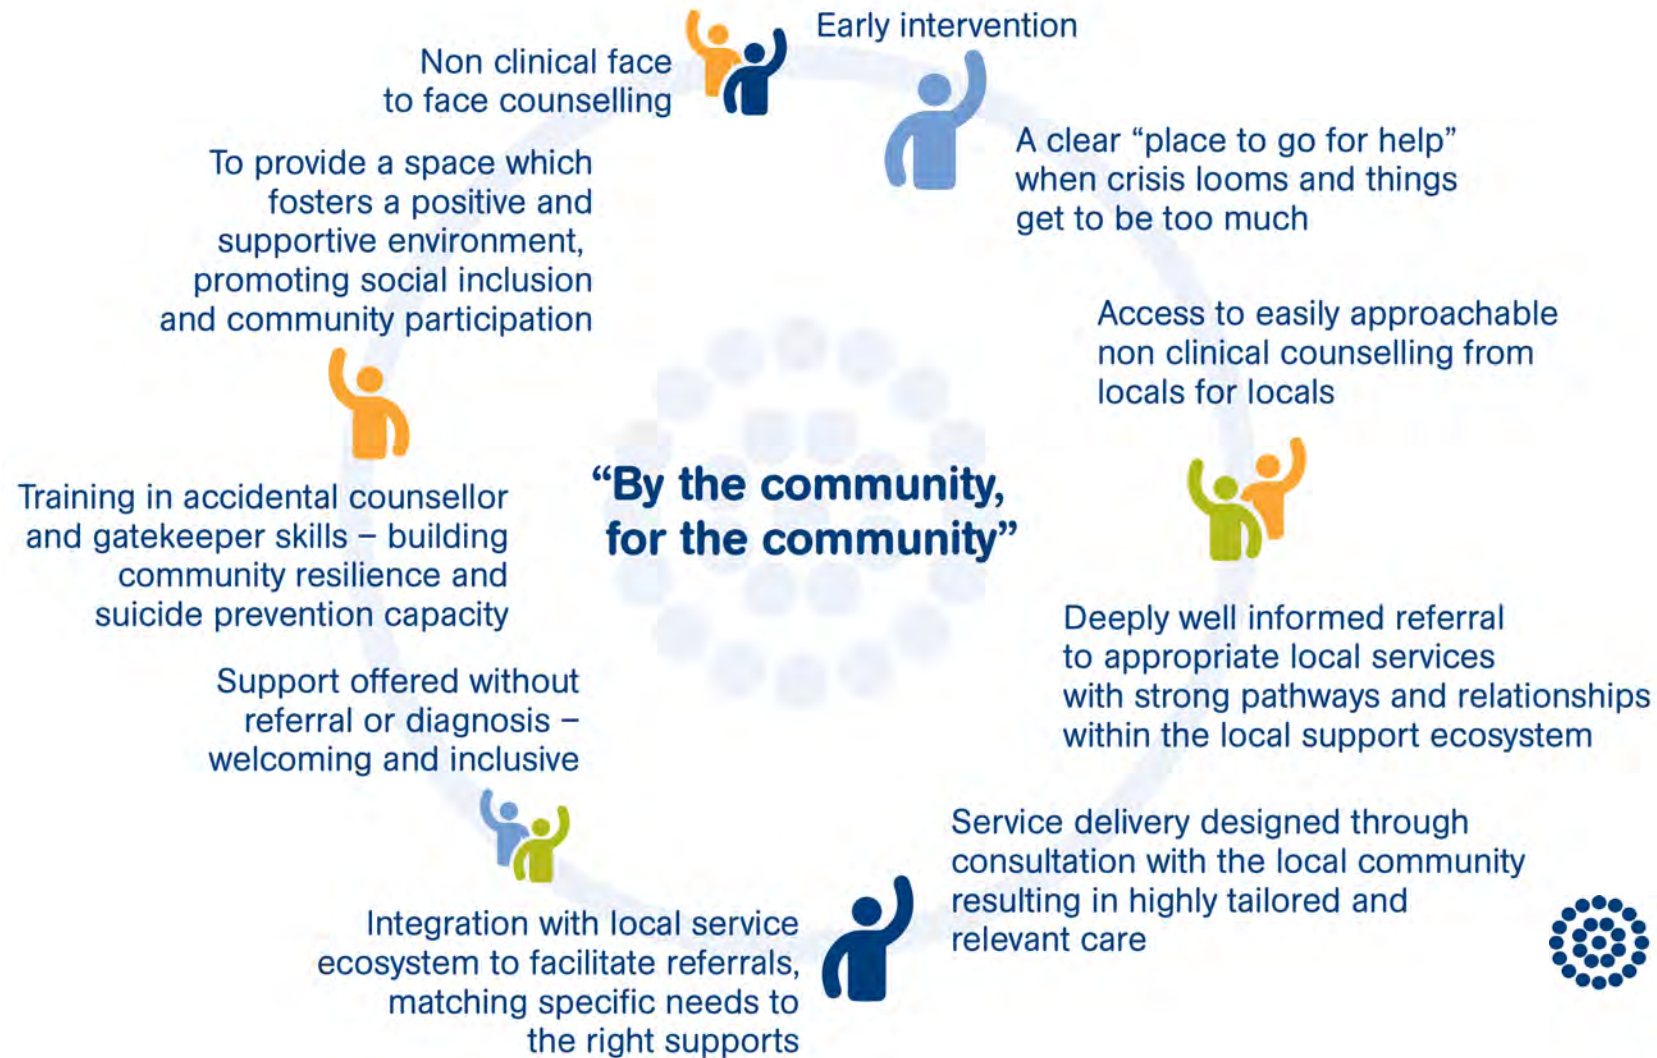 Early intervention
A clear “place to go for help”
when crisis looms and things
get to be too much
Access to easily approachable
non clinical counselling from
locals for locals
Deeply well informed referral
to appropriate local services
with strong pathways and relationships
within the local support ecosystem
Service delivery designed through
consultation with the local community
resulting in highly tailored and
relevant care
Integration with local service
ecosystem to facilitate referrals,
matching specific needs to
the right supports
Support offered without
referral or diagnosis –
welcoming and inclusive
Training in accidental counsellor
and gatekeeper skills – building
community resilience and
suicide prevention capacity
To provide a space which
fosters a positive and
supportive environment,
promoting social inclusion
and community participation
Non clinical face
to face counselling
“By the community,
for the community”